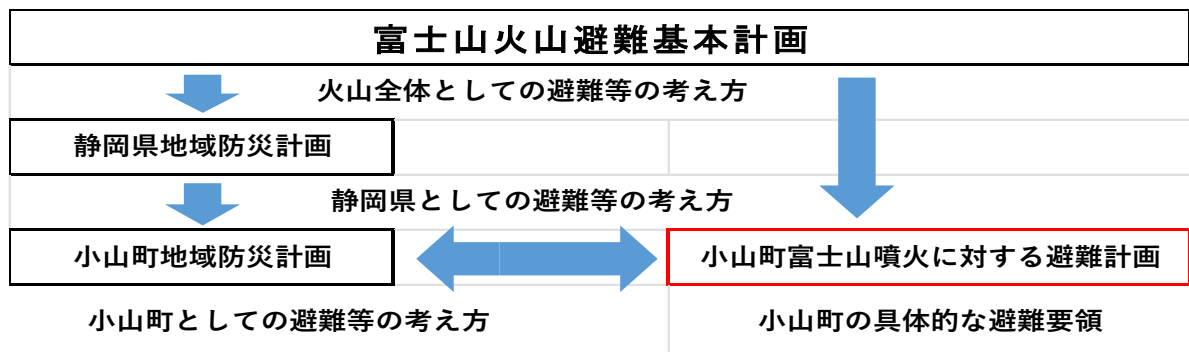 富士山火山避難基本計画
火山全体としての避難等の考え方
静岡県地域防災計画
静岡県としての避難等の考え方
小山町地域防災計画
小山町富士山噴火に対する避難計画
小山町としての避難等の考え方
小山町の具体的な避難要領